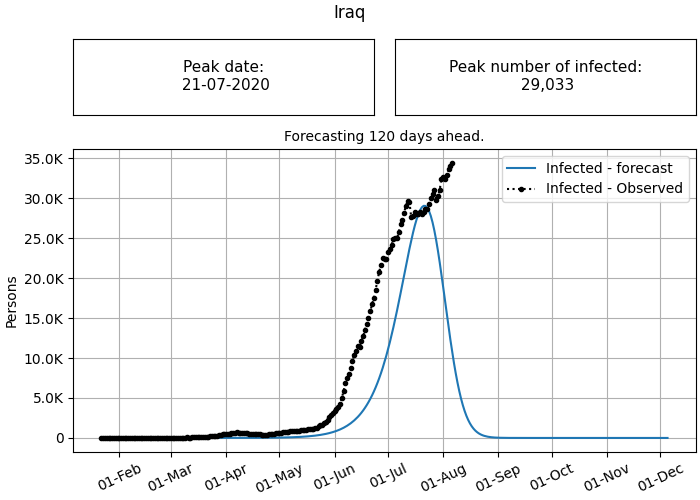 Iraq
Peak date:
21-07-2020
Peak number of infected:
29,033
Forecasting 120 days ahead.
35.0K
30.0K
25.0K
20.0K
15.0K
10.0K
5.0K
0
Persons
Infected - forecast
Infected - Observed
01-Feb
01-Mar
01-Apr
01-May
01-Jun
01-Jul
01-Aug
01-Sep
01-Oct
01-Nov
01-Dec